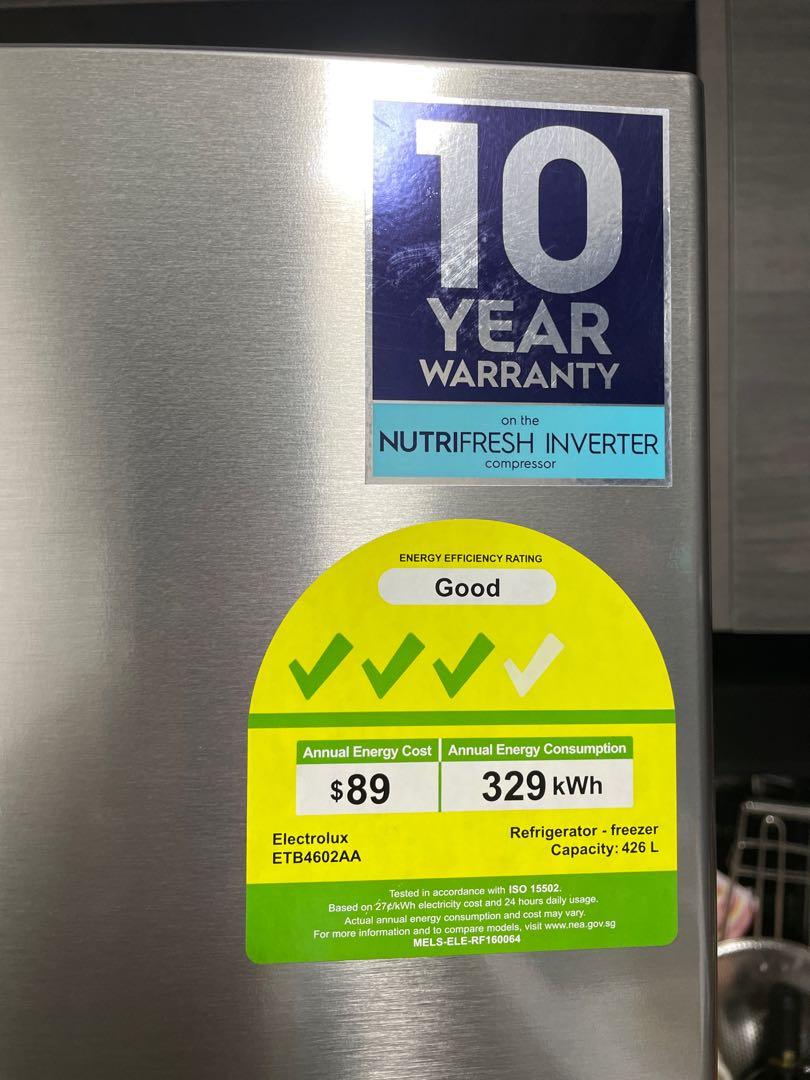 10
YEAR
WARRANTY
on the
NUTRIFRESH INVERTER
compressor
ENERGY EFFICIENCY RATING
Good
Annual Energy Cost
$89
Annual Energy Consumption
329 kWh
Electrolux
ETB4602AA
Refrigerator - freezer
Capacity: 426 L
Tested in accordance with ISO 15502.
Based on 27¢/kWh electricity cost and 24 hours daily usage.
Actual annual energy consumption and cost may vary.
For more information and to compare models, visit www.nea.gov.sg
MELS-ELE-RF160064